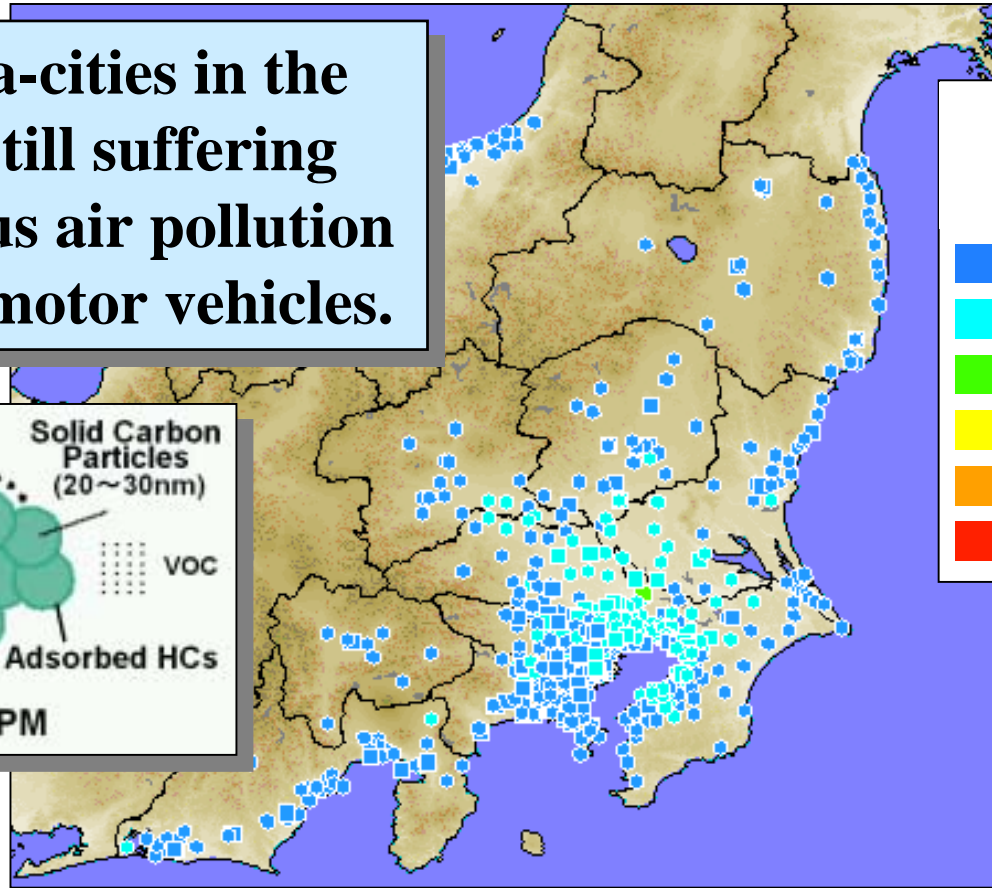 a-cities in the
till suffering
us air pollution
motor vehicles.
Solid Carbon
Particles
(20～30nm)
VOC
Adsorbed HCs
PM